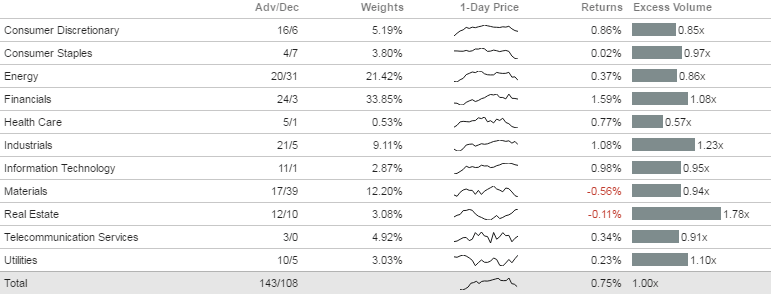 Adv/Dec Weights 1-Day Price Returns Excess Volume
Consumer Discretionary 16/6 5.19% 0.86% 0.85x
Consumer Staples 4/7 3.80% 0.02% 0.97x
Energy 20/31 21.42% 0.37% 0.86x
Financials 24/3 33.85% 1.59% 1.08x
Health Care 5/1 0.53% 0.77% 0.57x
Industrials 21/5 9.11% 1.08% 1.23x
Information Technology 11/1 2.87% 0.98% 0.95x
Materials 17/39 12.20% -0.56% 0.94x
Real Estate 12/10 3.08% -0.11% 1.78x
Telecommunication Services 3/0 4.92% 0.34% 0.91x
Utilities 10/5 3.03% 0.23% 1.10x
Total 143/108 0.75% 1.00x